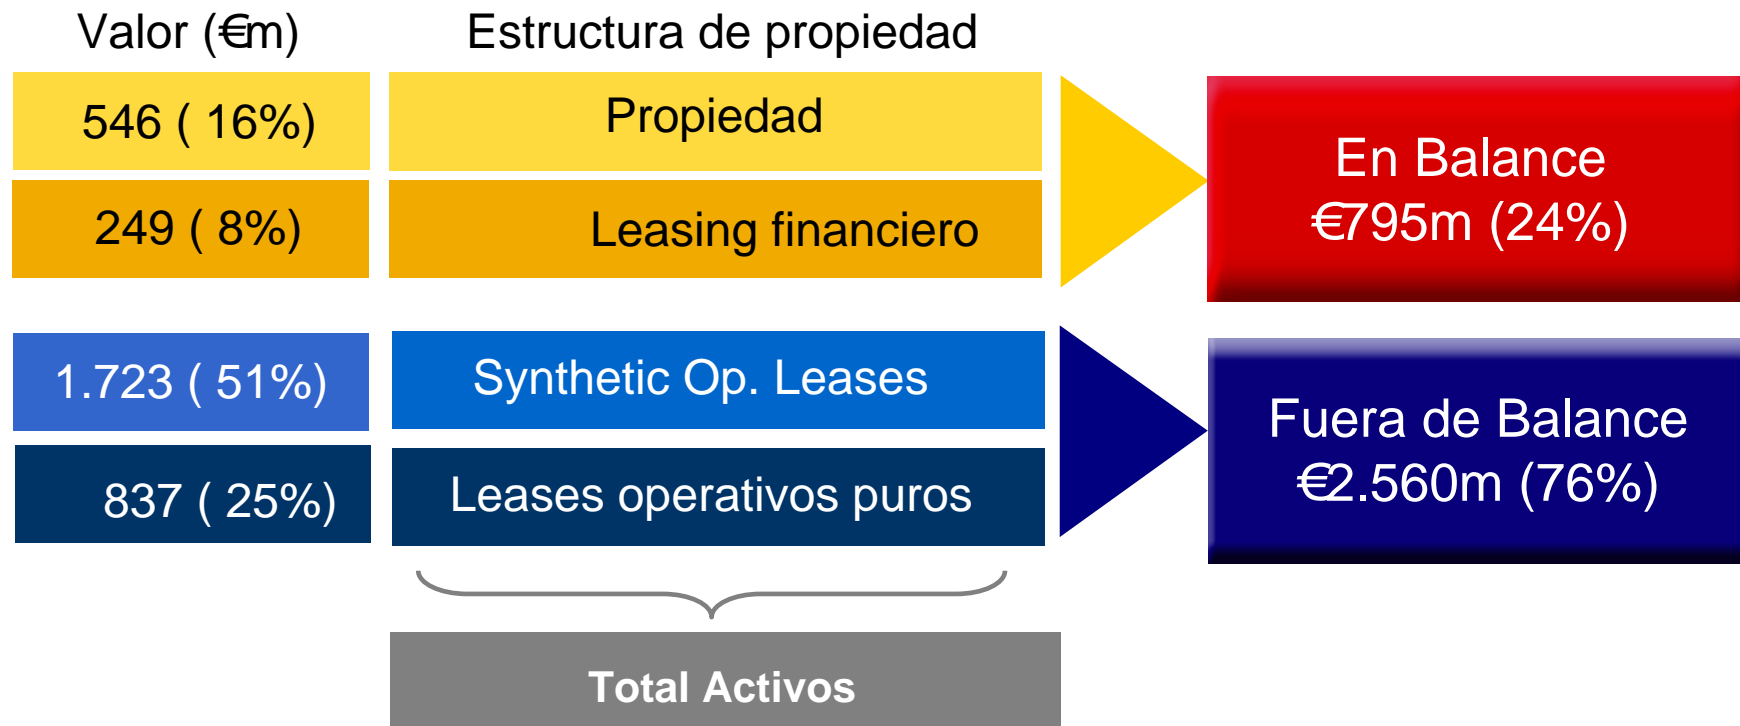 Valor (€m)
Estructura de propiedad
546 ( 16%)
Propiedad
249 ( 8%)
Leasing financiero
En Balance
€795m (24%)
1.723 ( 51%)
Synthetic Op. Leases
837 ( 25%)
Leases operativos puros
Fuera de Balance
€2.560m (76%)
Total Activos